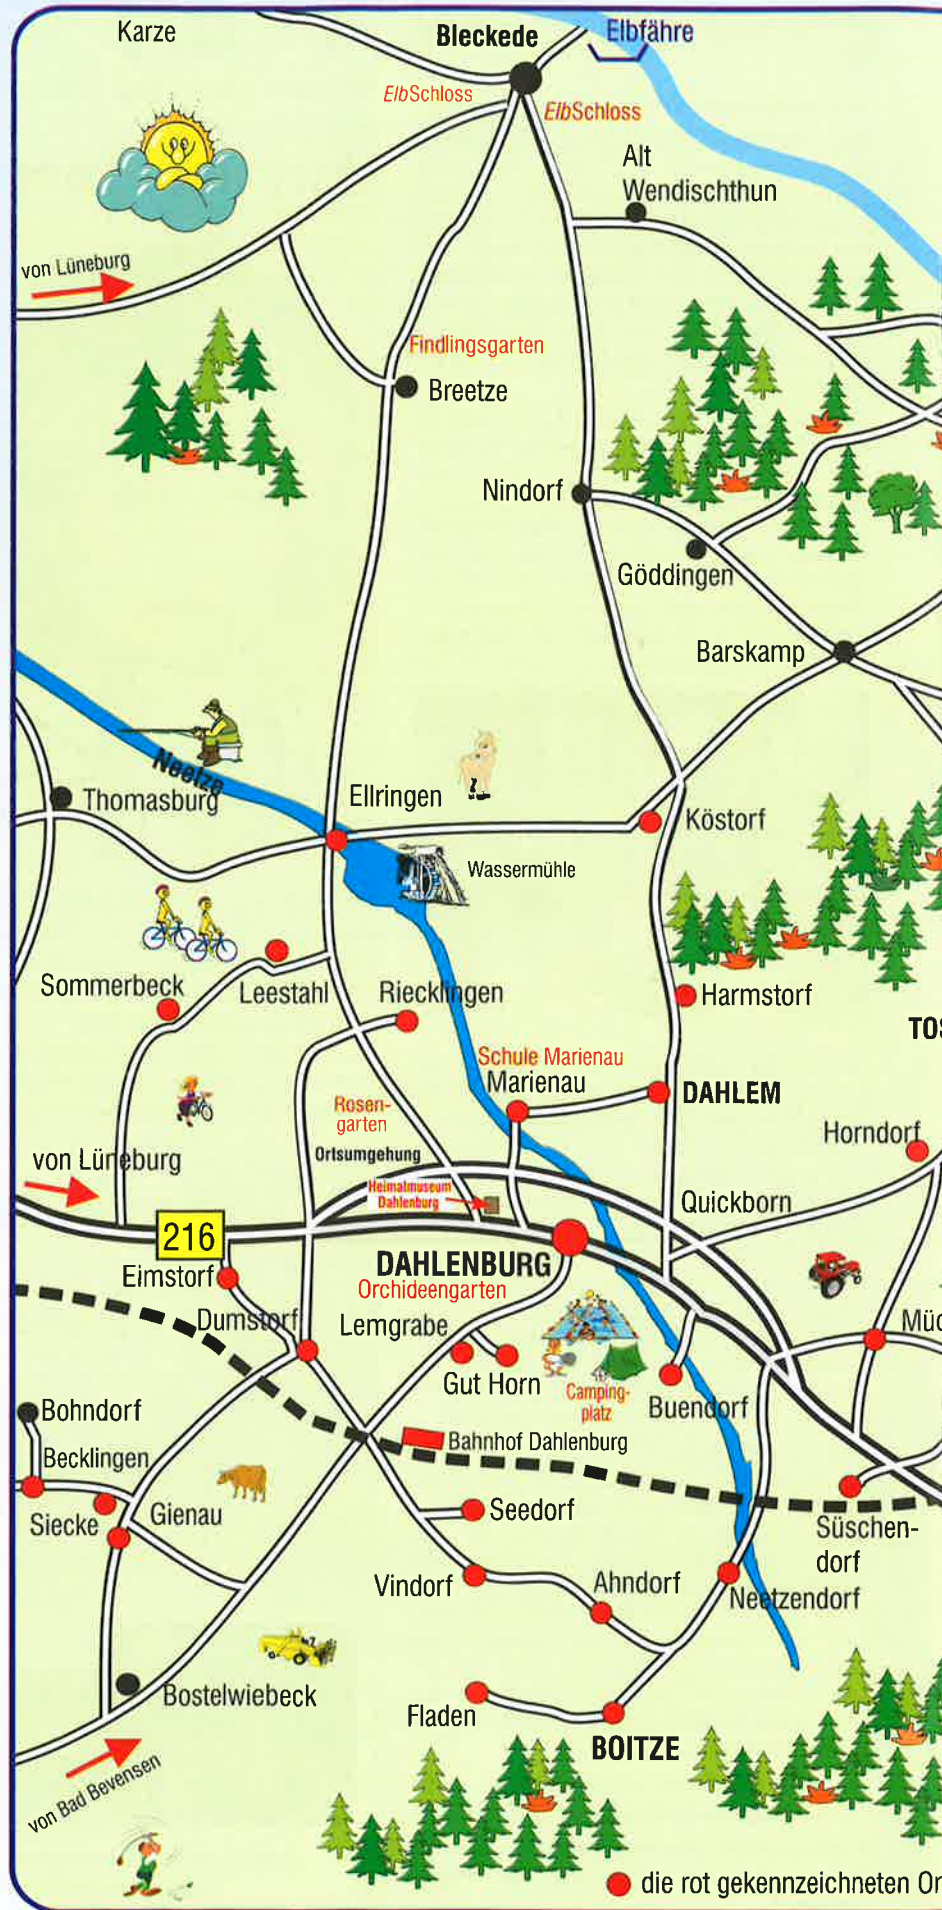 Karze
Bleckede
Elbfähre
ElbSchloss
ElbSchloss
Alt
Wendischthun
von Lüneburg
Findlingsgarten
Breetze
Nindorf
Göddingen
Barskamp
Neetze
Thomasburg
Ellringen
Köstorf
Wassermühle
Sommerbeck
Leestahl
Riecklingen
Harmstorf
TOS
Schule Marienau
Marienau
DAHLEM
Rosen-
garten
Horndorf
Ortsumgehung
von Lüneburg
Heimatmuseum
Dahlenburg
Quickborn
216
DAHLENBURG
Eimstorf
Orchideengarten
Dumstorf
Lemgrabe
Müc
Gut Horn
Camping-
platz
Buendorf
Bohndorf
Bahnhof Dahlenburg
Becklingen
Siecke
Gienau
Seedorf
Süschen-
dorf
Vindorf
Ahndorf
Neetzendorf
Bostelwiebeck
Fladen
BOITZE
von Bad Bevensen
die rot gekennzeichneten Or